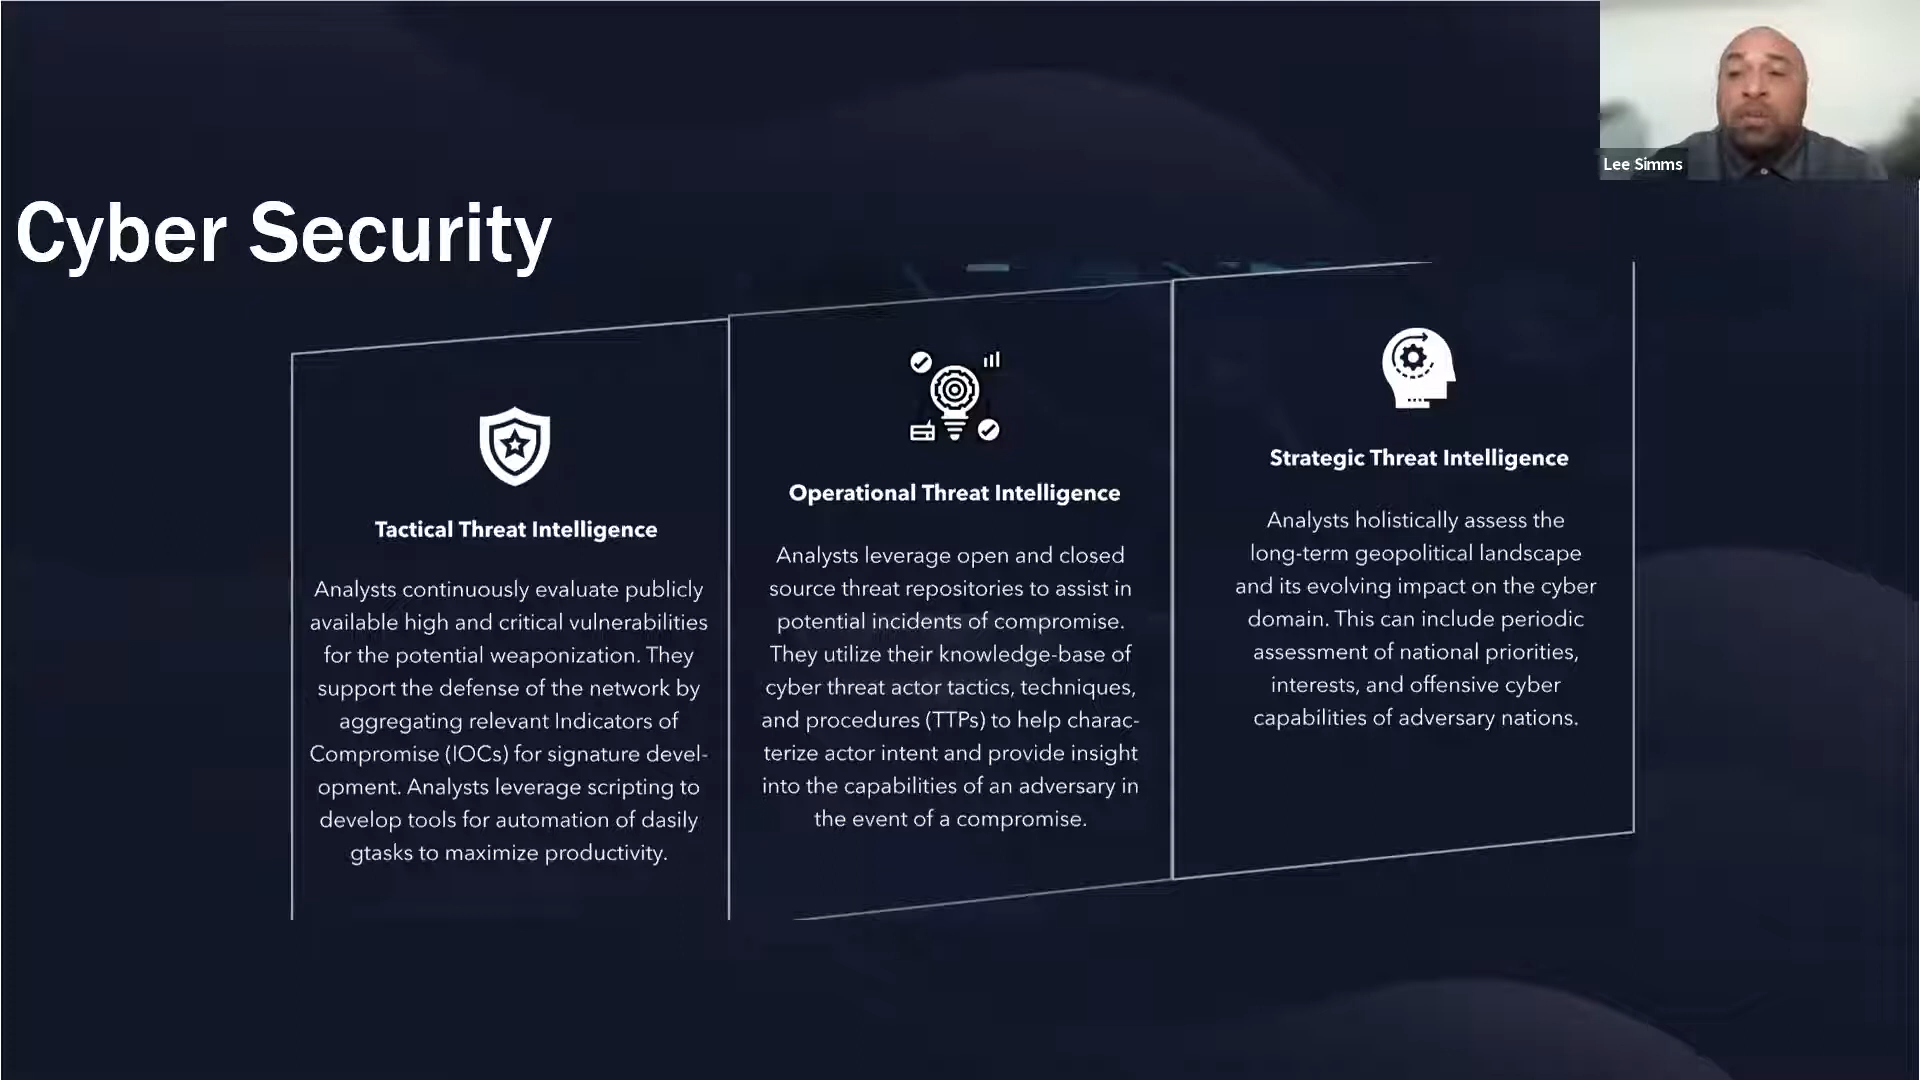 Lee Simms
Cyber Security
Tactical Threat Intelligence
Analysts continuously evaluate publicly
available high and critical vulnerabilities
for the potential weaponization. They
support the defense of the network by
aggregating relevant Indicators of
Compromise (IOCs) for signature devel-
opment. Analysts leverage scripting to
develop tools for automation of dasily
gtasks to maximize productivity.
Operational Threat Intelligence
Analysts leverage open and closed
source threat repositories to assist in
potential incidents of compromise.
They utilize their knowledge-base of
cyber threat actor tactics, techniques,
and procedures (TTPs) to help charac-
terize actor intent and provide insight
into the capabilities of an adversary in
the event of a compromise.
Strategic Threat Intelligence
Analysts holistically assess the
long-term geopolitical landscape
and its evolving impact on the cyber
domain. This can include periodic
assessment of national priorities,
interests, and offensive cyber
capabilities of adversary nations.